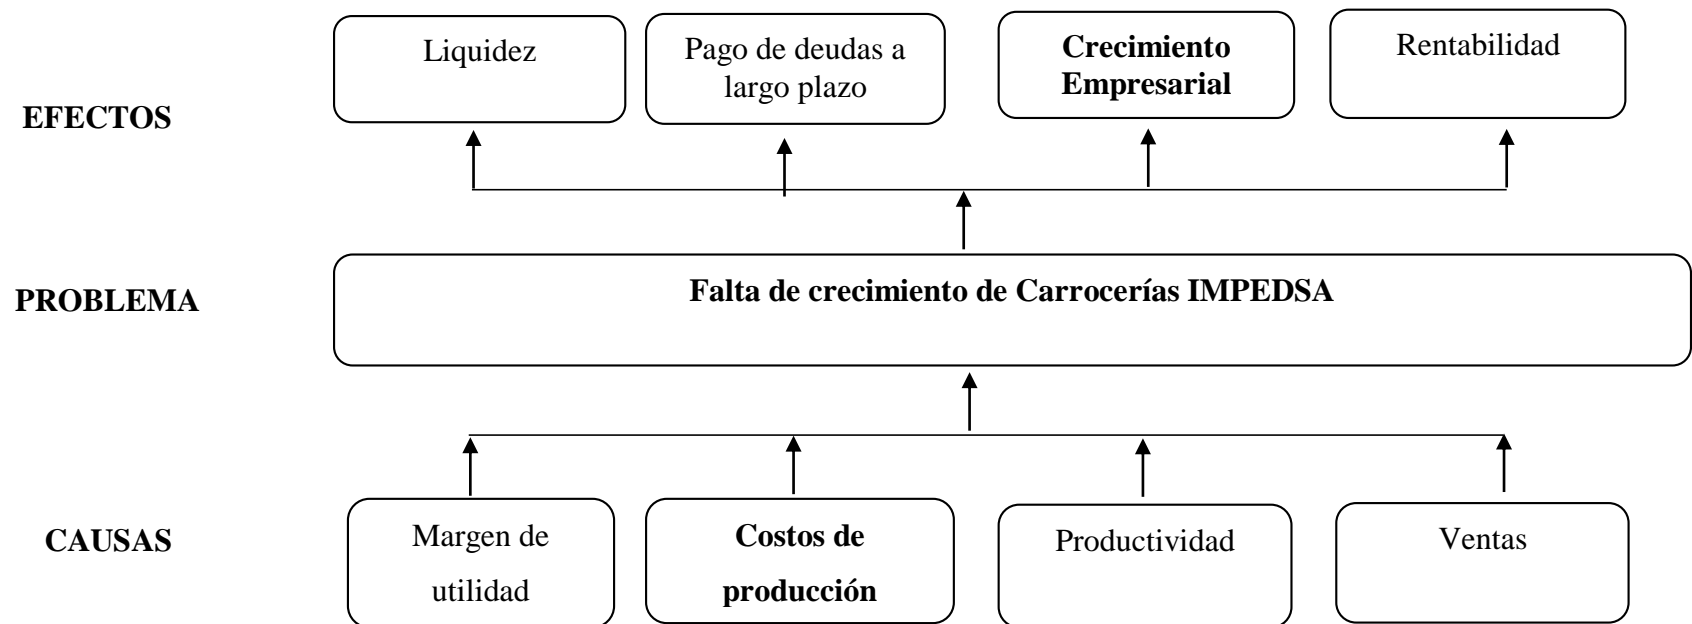 Liquidez
Pago de deudas a
largo plazo
Crecimiento
Empresarial
Rentabilidad
EFECTOS
PROBLEMA
Falta de crecimiento de Carrocerías IMPEDSA
CAUSAS
Margen de
utilidad
Costos de
producción
Productividad
Ventas